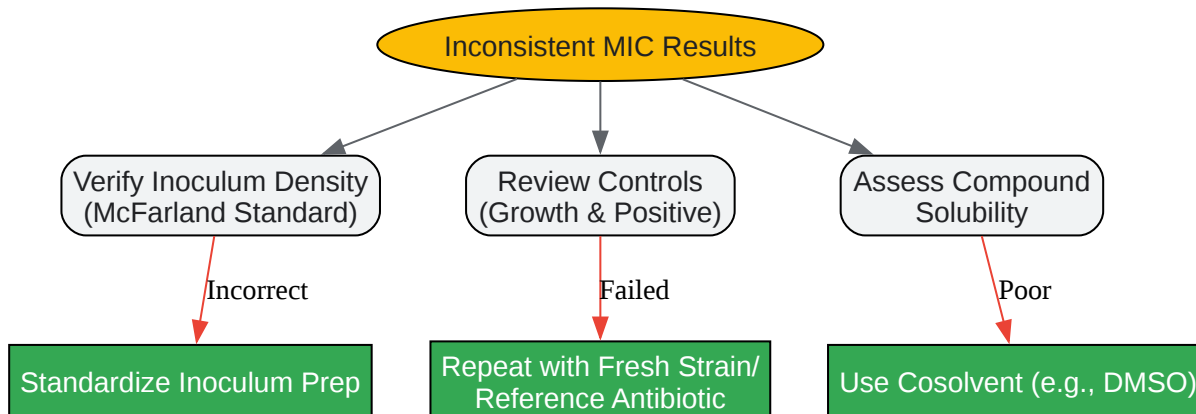 Inconsistent MIC Results
Verify Inoculum Density
(McFarland Standard)
Review Controls
(Growth & Positive)
Assess Compound
Solubility
Incorrect
Failed
Poor
Standardize Inoculum Prep
Repeat with Fresh Strain/
Reference Antibiotic
Use Cosolvent (e.g., DMSO)